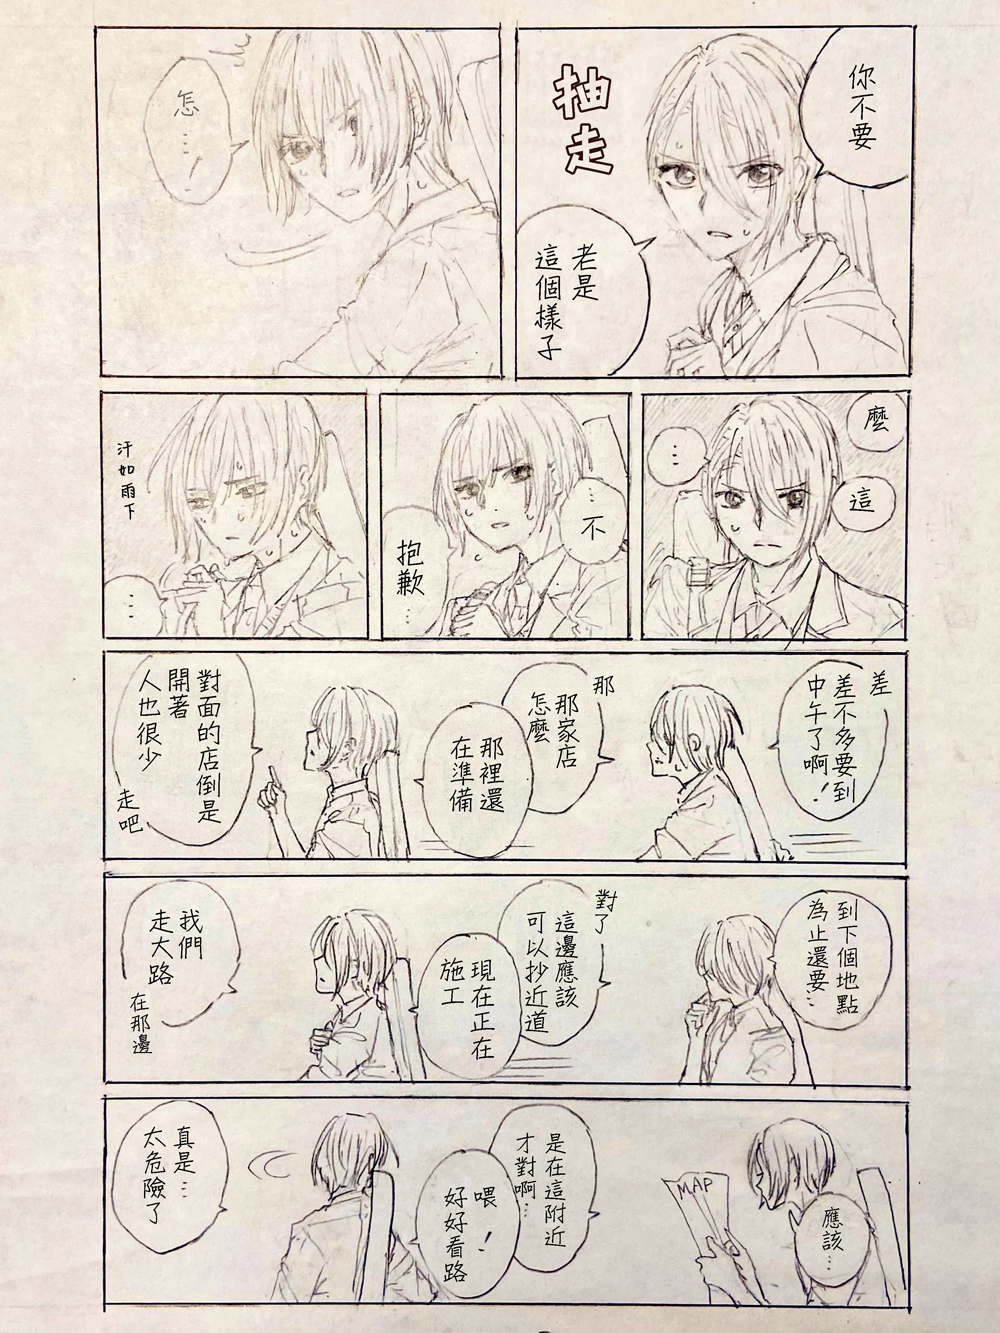 你不要
抽走
老是
這個樣子
怎…！
麼
這
…
…不
抱歉…
汗如雨下
…
差
差不多要到
中午了啊！
那
那家店
怎麼
那裡還
在準備
對面的店倒是
開著
人也很少
走吧
到下個地點
為止還要…
對了
這邊應該
可以抄近道
現在正在
施工
我們
走大路
在那邊
MAP
應該…
是在這附近
才對啊…
喂！
好好看路
真是…
太危險了